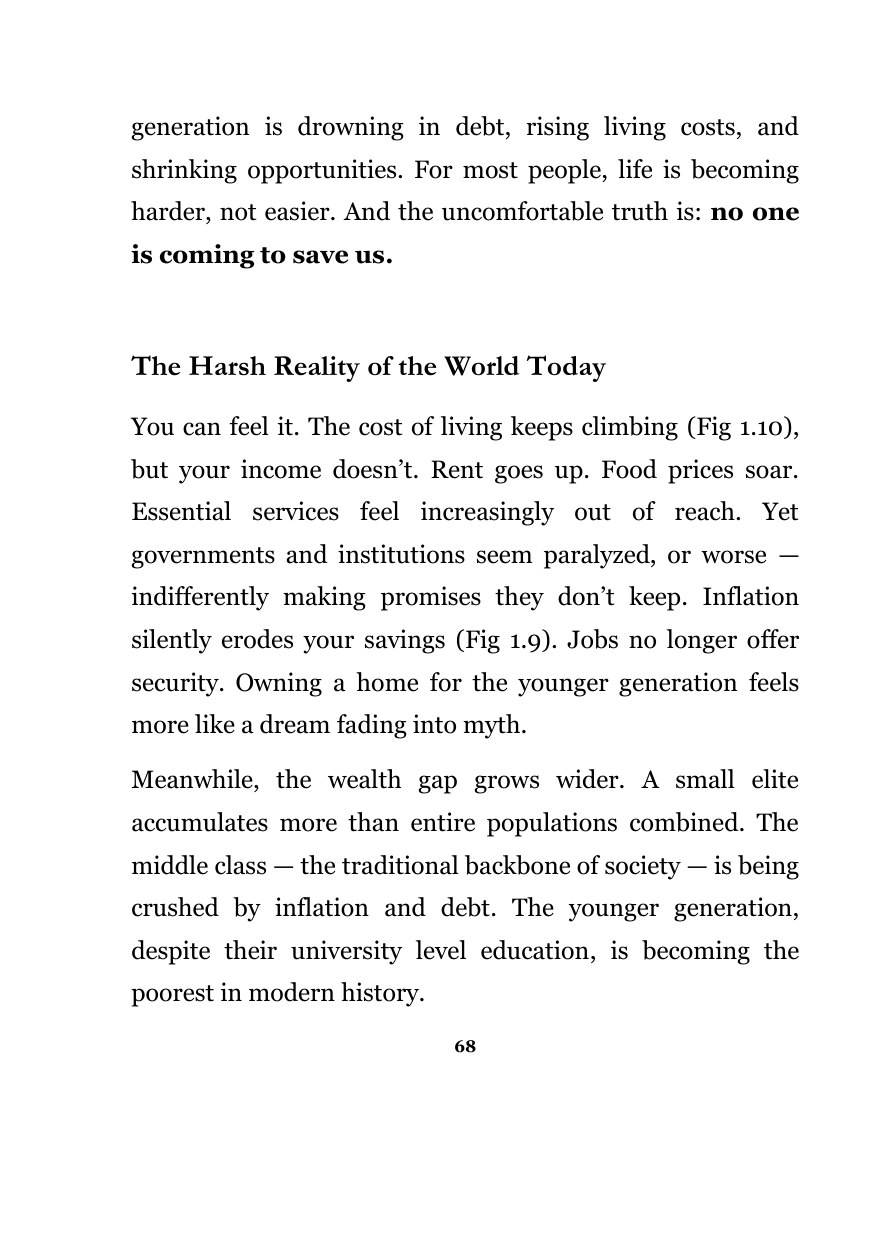 generation is drowning in debt, rising living costs, and
shrinking opportunities. For most people, life is becoming
harder, not easier. And the uncomfortable truth is: no one
is coming to save us.
The Harsh Reality of the World Today
You can feel it. The cost of living keeps climbing (Fig 1.10),
but your income doesn’t. Rent goes up. Food prices soar.
Essential services feel increasingly out of reach. Yet
governments and institutions seem paralyzed, or worse —
indifferently making promises they don’t keep. Inflation
silently erodes your savings (Fig 1.9). Jobs no longer offer
security. Owning a home for the younger generation feels
more like a dream fading into myth.
Meanwhile, the wealth gap grows wider. A small elite
accumulates more than entire populations combined. The
middle class — the traditional backbone of society — is being
crushed by inflation and debt. The younger generation,
despite their university level education, is becoming the
poorest in modern history.
68